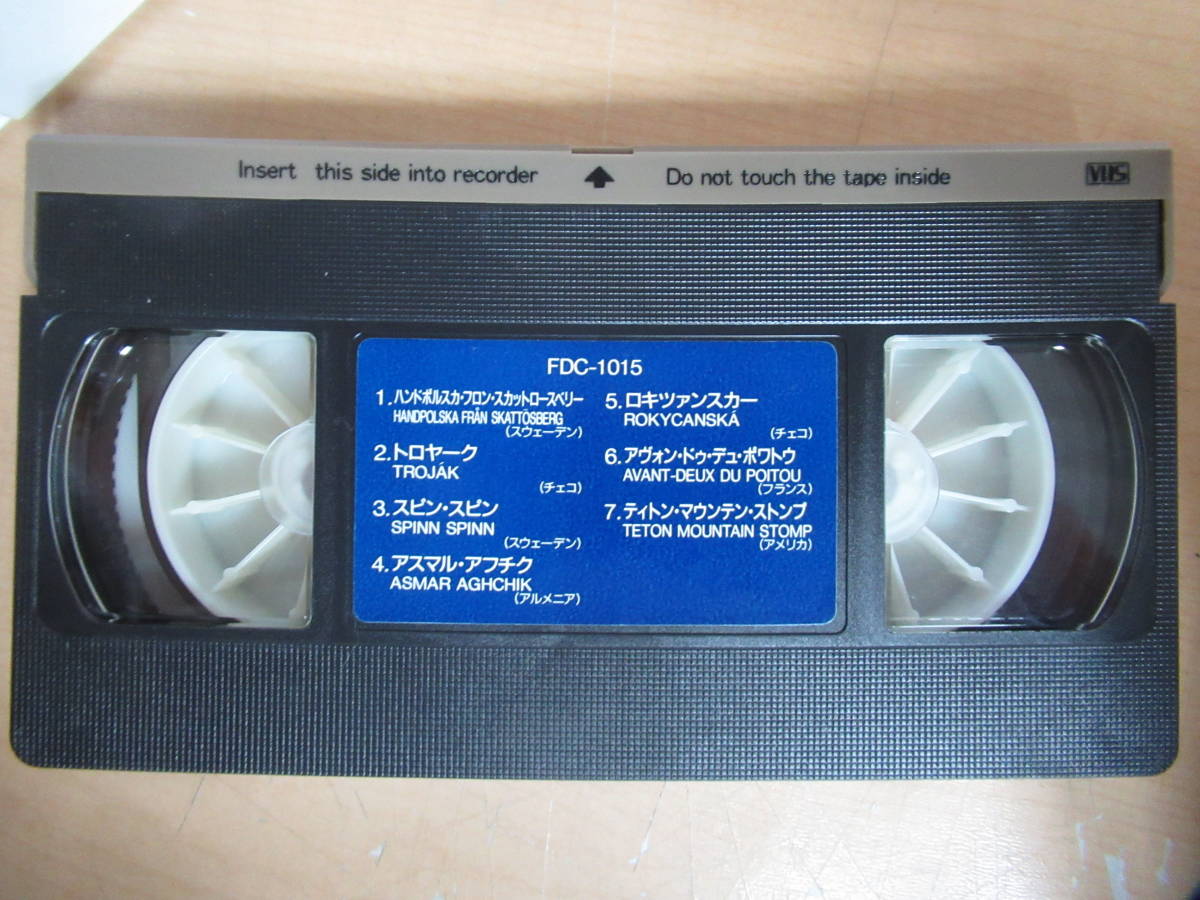 Insert this side into recorder
Do not touch the tape inside
VHS
FDC-1015
1.ハンドポルスカ・フロン・スカットロースベリー
HANDPOLSKA FRÅN SKATTÖSBERG
(スウェーデン)
2.トロヤーク
TROJÁK
(チェコ)
3.スピン・スピン
SPINN SPINN
(スウェーデン)
4.アスマル・アフチク
ASMAR AGHCHIK
(アルメニア)
5.ロキツァンスカー
ROKYCANSKÁ
(チェコ)
6.アヴォン・ドゥ・デュ・ポワトウ
AVANT-DEUX DU POITOU
(フランス)
7.ティトン・マウンテン・ストンプ
TETON MOUNTAIN STOMP
(アメリカ)